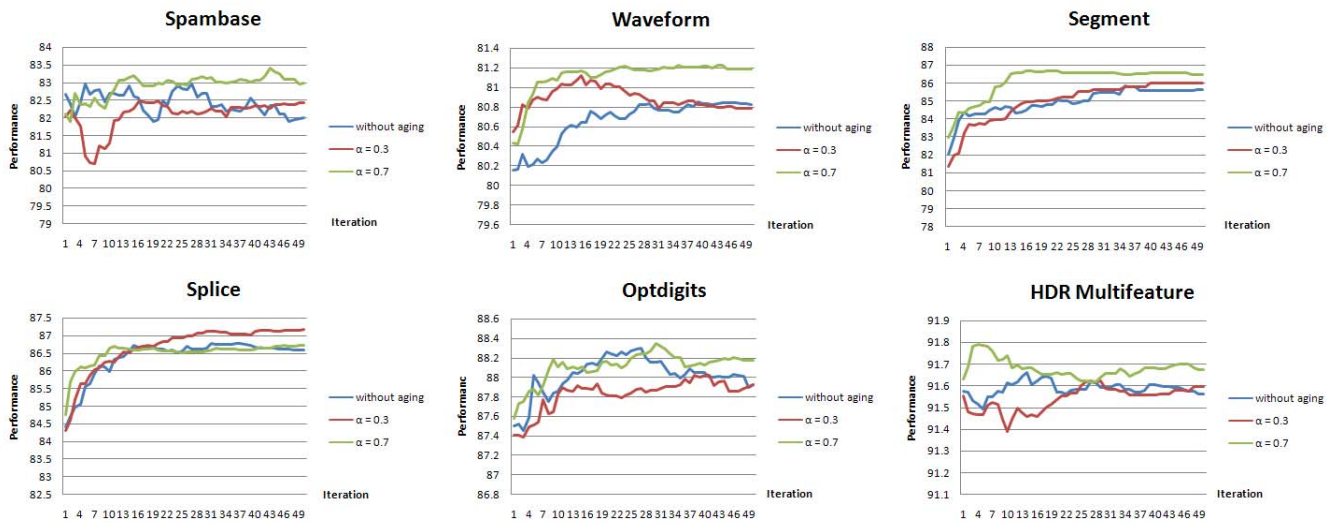 Spambase
84
83.5
83
82.5
82
81.5
81
80.5
80
79.5
79
Performance
without aging
α = 0.3
α = 0.7
Iteration
1 4 7 10 13 16 19 22 25 28 31 34 37 40 43 46 49
Waveform
81.4
81.2
81
80.8
80.6
80.4
80.2
80
79.8
79.6
Performance
without aging
α = 0.3
α = 0.7
Iteration
1 4 7 10 13 16 19 22 25 28 31 34 37 40 43 46 49
Segment
88
87
86
85
84
83
82
81
80
79
78
Performance
without aging
α = 0.3
α = 0.7
Iteration
1 4 7 10 13 16 19 22 25 28 31 34 37 40 43 46 49
Splice
87.5
87
86.5
86
85.5
85
84.5
84
83.5
83
82.5
Performance
without aging
α = 0.3
α = 0.7
Iteration
1 4 7 10 13 16 19 22 25 28 31 34 37 40 43 46 49
Optdigits
88.6
88.4
88.2
88
87.8
87.6
87.4
87.2
87
86.8
Performanc
without aging
α = 0.3
α = 0.7
Iteration
1 4 7 10 13 16 19 22 25 28 31 34 37 40 43 46 49
HDR Multifeature
91.9
91.8
91.7
91.6
91.5
91.4
91.3
91.2
91.1
Performance
without aging
α = 0.3
α = 0.7
Iteration
1 4 7 10 13 16 19 22 25 28 31 34 37 40 43 46 49